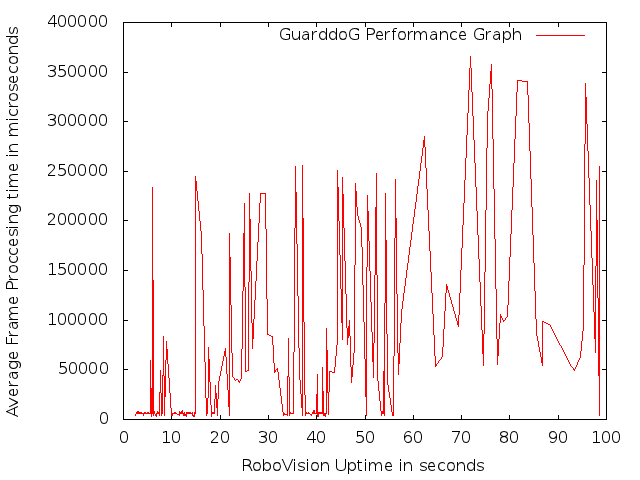 400000
GuarddoG Performance Graph
350000
300000
250000
200000
150000
100000
50000
0
0 10 20 30 40 50 60 70 80 90 100
RoboVision Uptime in seconds
Average Frame Proccesing time in microseconds